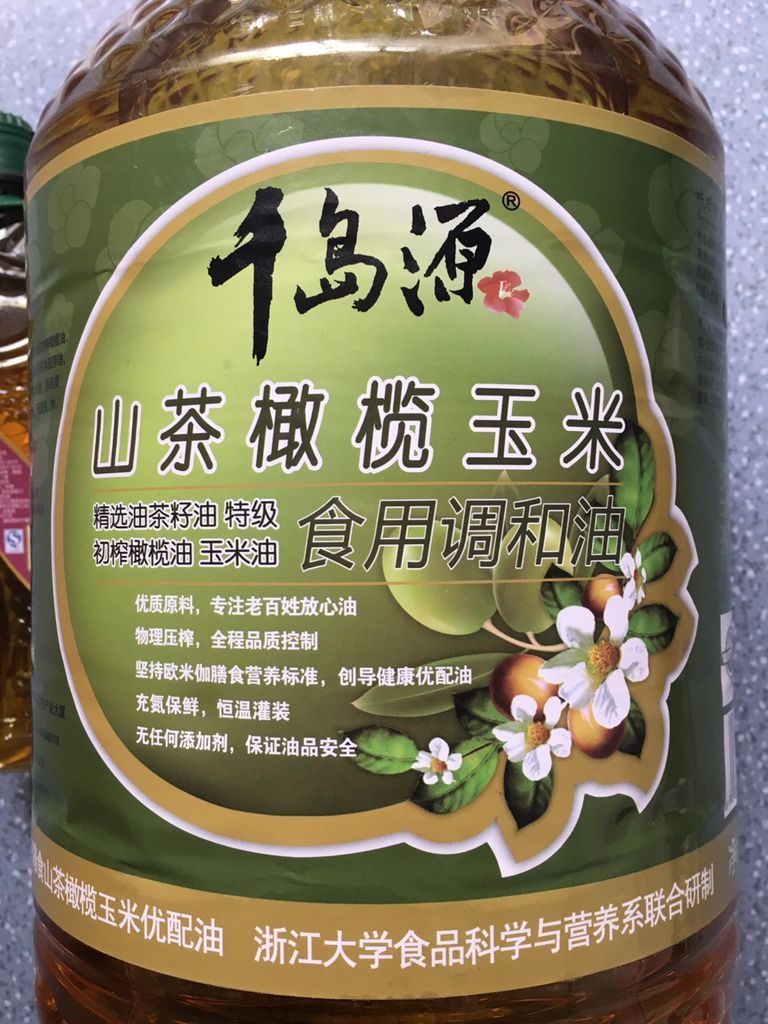 千岛源®
山茶橄榄玉米
精选油茶籽油 特级
初榨橄榄油 玉米油
食用调和油
优质原料，专注老百姓放心油
物理压榨，全程品质控制
坚持欧米伽膳食营养标准，创导健康优配油
充氮保鲜，恒温灌装
无任何添加剂，保证油品安全
食山茶橄榄玉米优配油 浙江大学食品科学与营养系联合研制